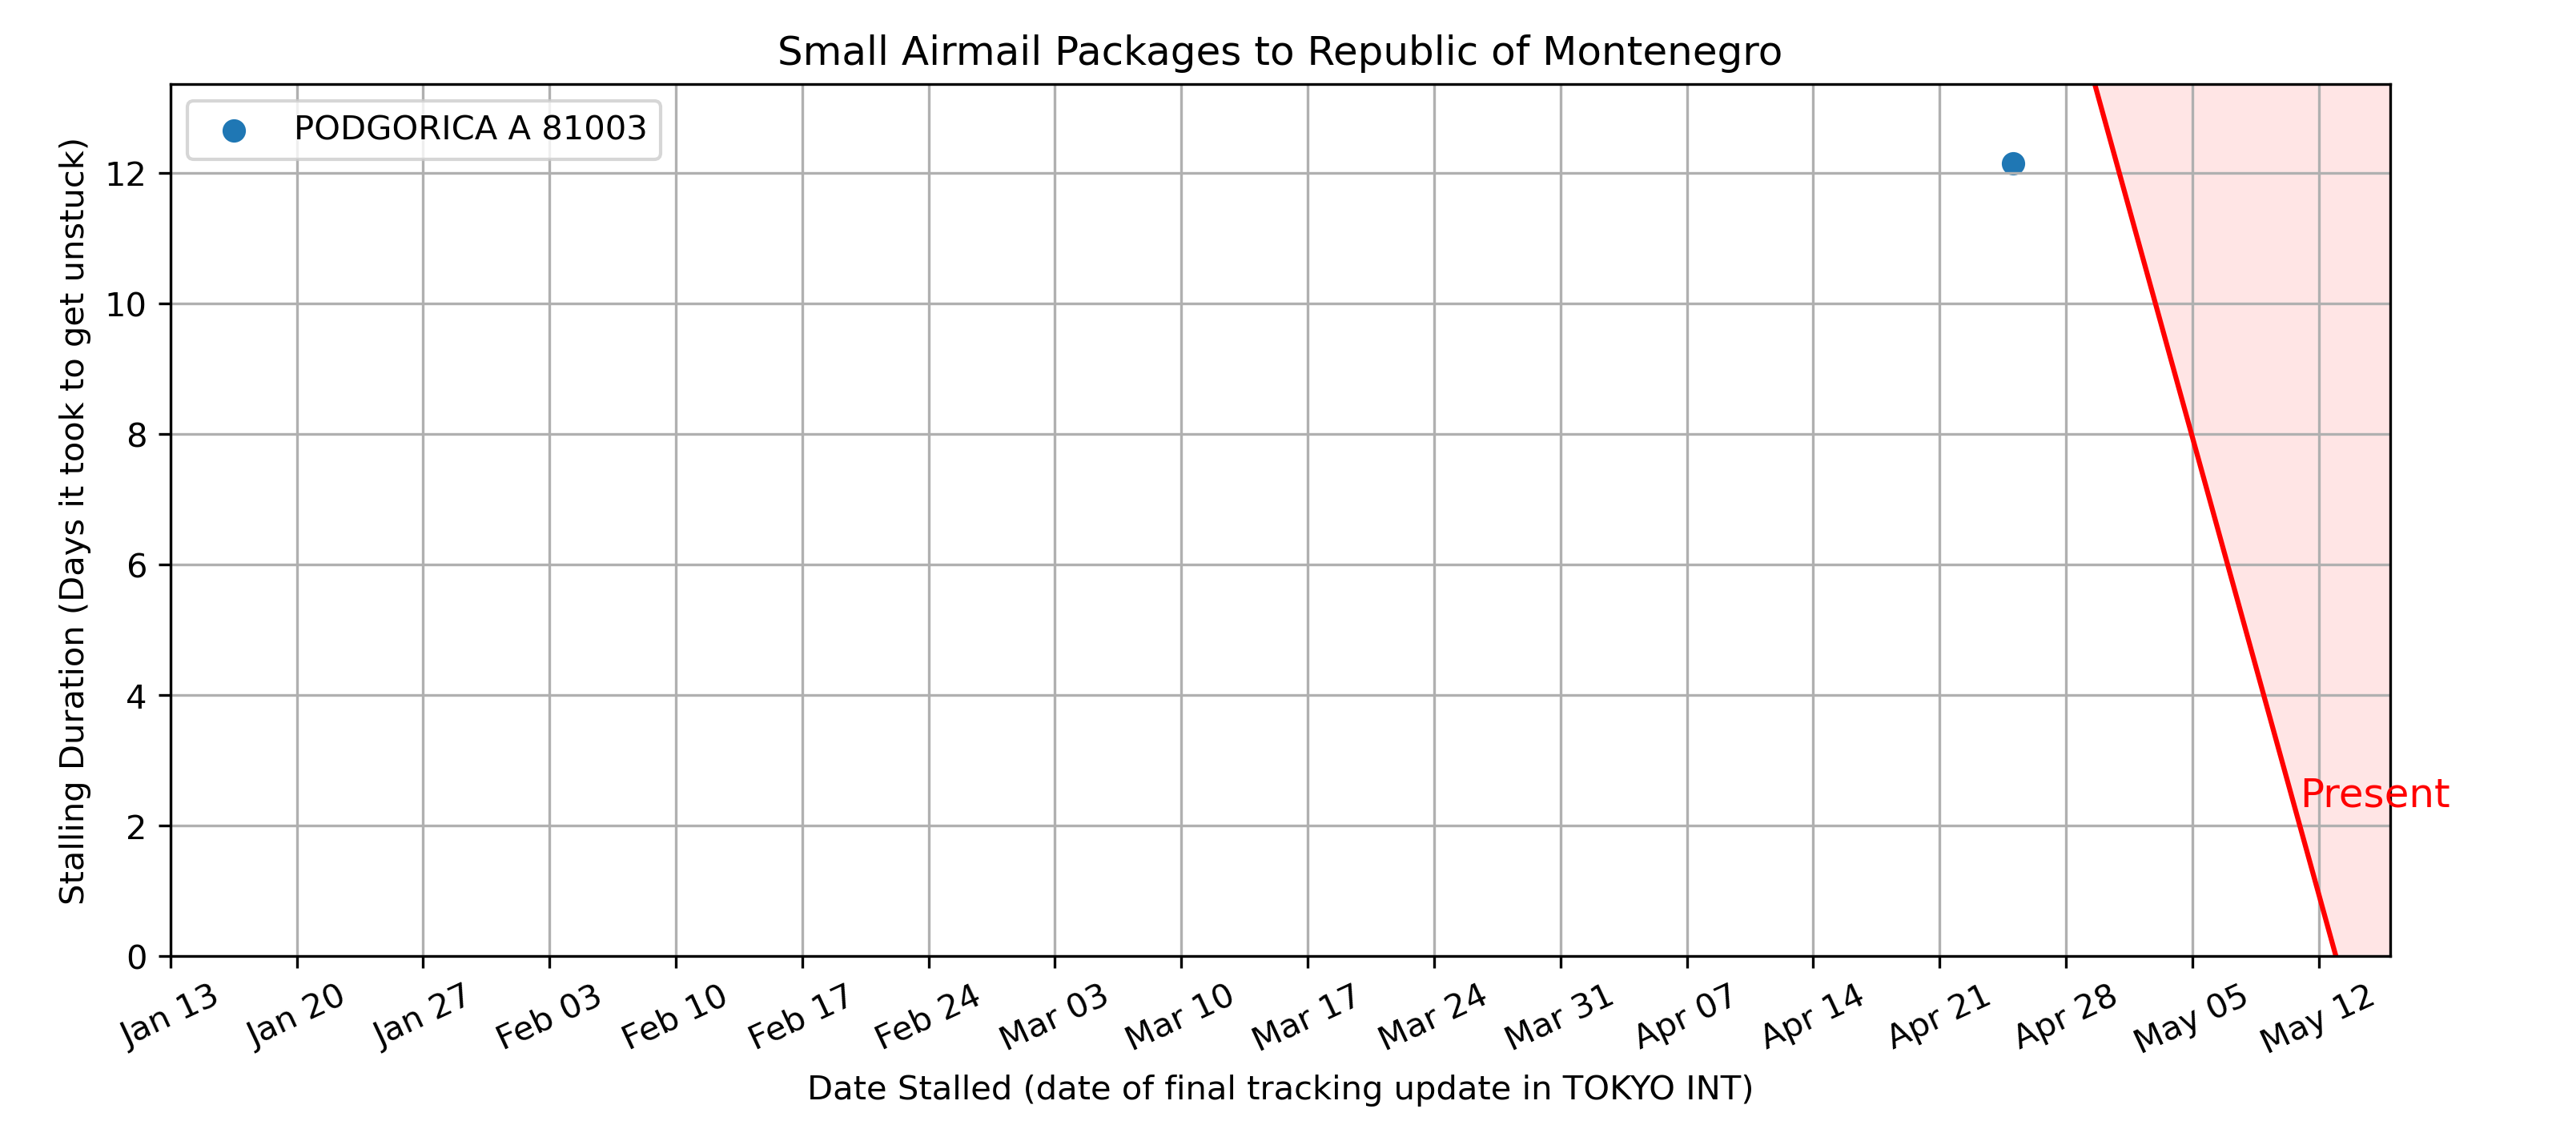 Small Airmail Packages to Republic of Montenegro
PODGORICA A 81003
Stalling Duration (Days it took to get unstuck)
12
10
8
6
4
2
0
Present
Jan 13
Jan 20
Jan 27
Feb 03
Feb 10
Feb 17
Feb 24
Mar 03
Mar 10
Mar 17
Mar 24
Mar 31
Apr 07
Apr 14
Apr 21
Apr 28
May 05
May 12
Date Stalled (date of final tracking update in TOKYO INT)